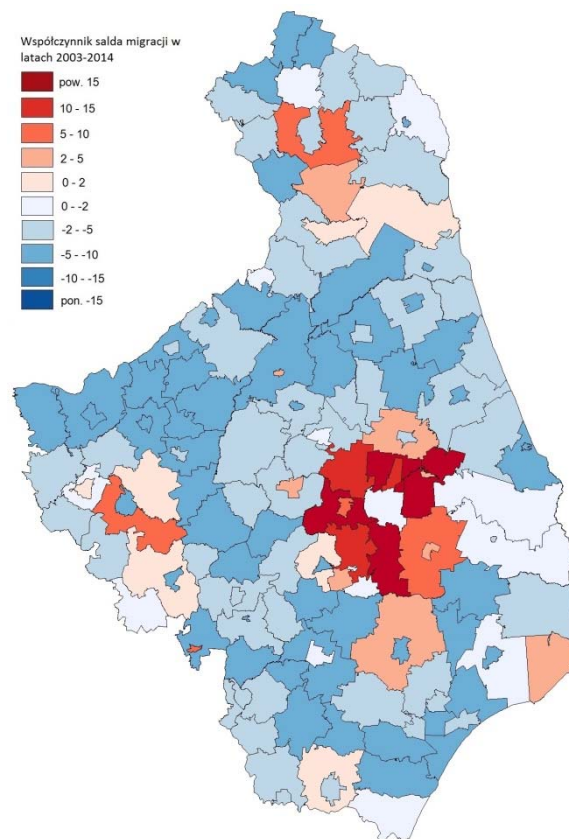 Współczynnik salda migracji w
latach 2003-2014
pow. 15
10 - 15
5 - 10
2 - 5
0 - 2
0 - -2
-2 - -5
-5 - -10
-10 - -15
pon. -15